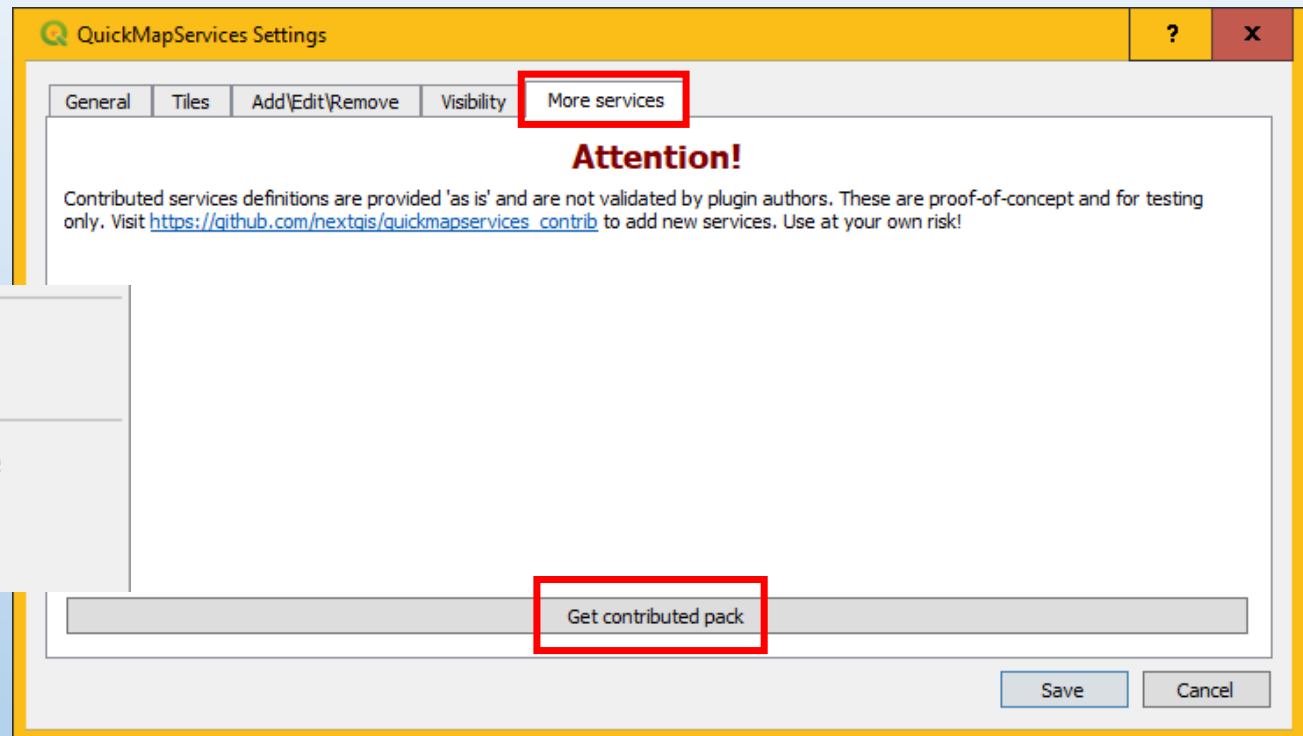 QuickMapServices Settings
? x
General Tiles Add\Edit\Remove Visibility More services
Attention!
Contributed services definitions are provided 'as is' and are not validated by plugin authors. These are proof-of-concept and for testing
only. Visit https://github.com/nextgis/quickmapservices_contrib to add new services. Use at your own risk!
Get contributed pack
Save Cancel